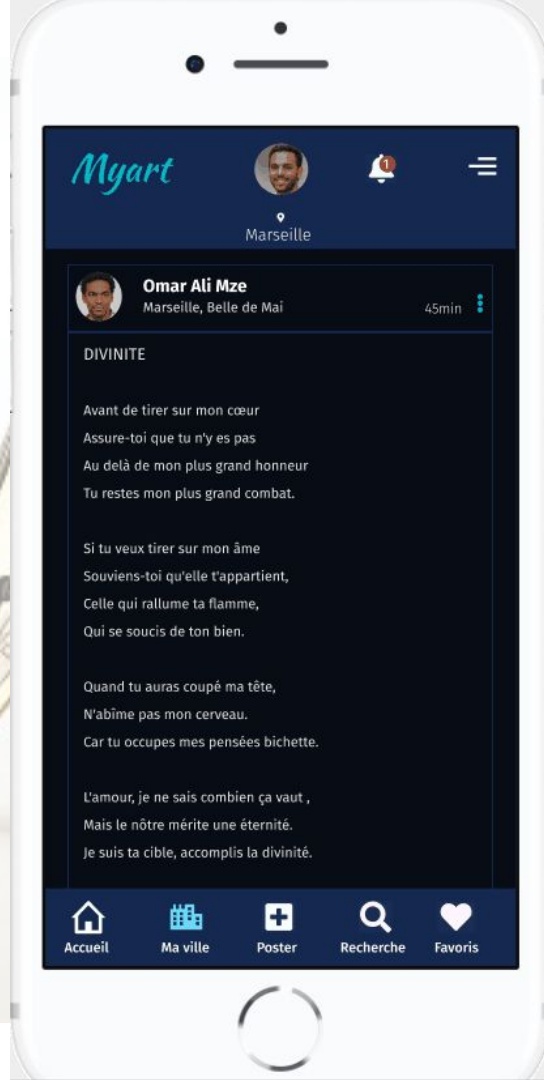 Myart
1
Marseille
Omar Ali Mze
Marseille, Belle de Mai
45min
DIVINITE
Avant de tirer sur mon cœur
Assure-toi que tu n'y es pas
Au delà de mon plus grand honneur
Tu restes mon plus grand combat.
Si tu veux tirer sur mon âme
Souviens-toi qu'elle t'appartient,
Celle qui rallume ta flamme,
Qui se soucis de ton bien.
Quand tu auras coupé ma tête,
N'abîme pas mon cerveau.
Car tu occupes mes pensées bichette.
L'amour, je ne sais combien ça vaut ,
Mais le nôtre mérite une éternité.
Je suis ta cible, accomplis la divinité.
Accueil
Ma ville
Poster
Recherche
Favoris